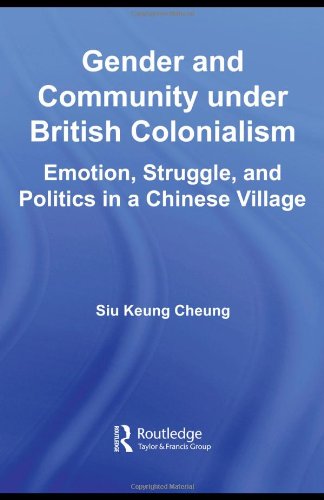 Gender and
Community under
British Colonialism
Emotion, Struggle, and
Politics in a Chinese Village
Siu Keung Cheung
ROUTLEDGE
Routledge
Taylor & Francis Group